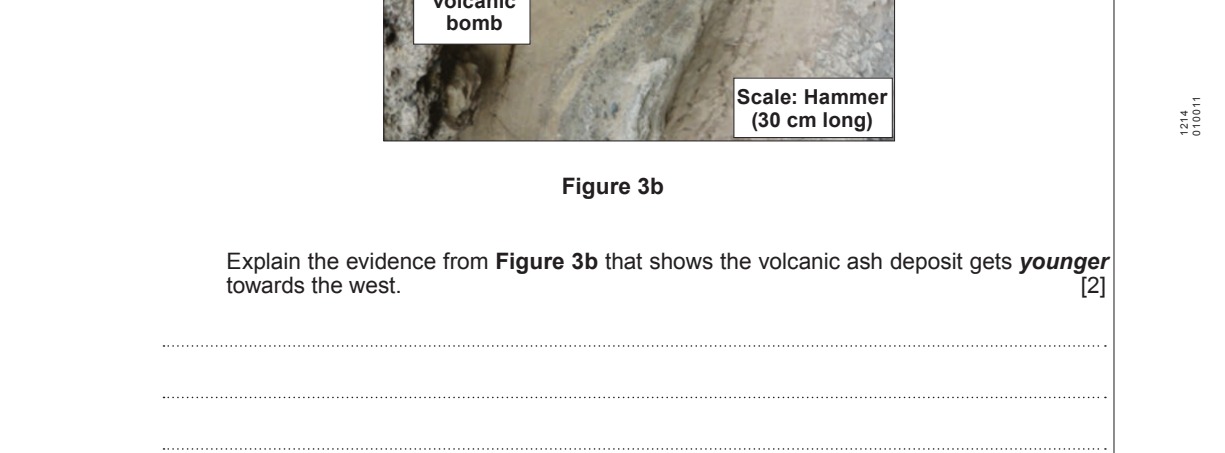 volcanic
bomb
Scale: Hammer
(30 cm long)
1214
010011
Figure 3b
Explain the evidence from Figure 3b that shows the volcanic ash deposit gets younger
towards the west. [2]